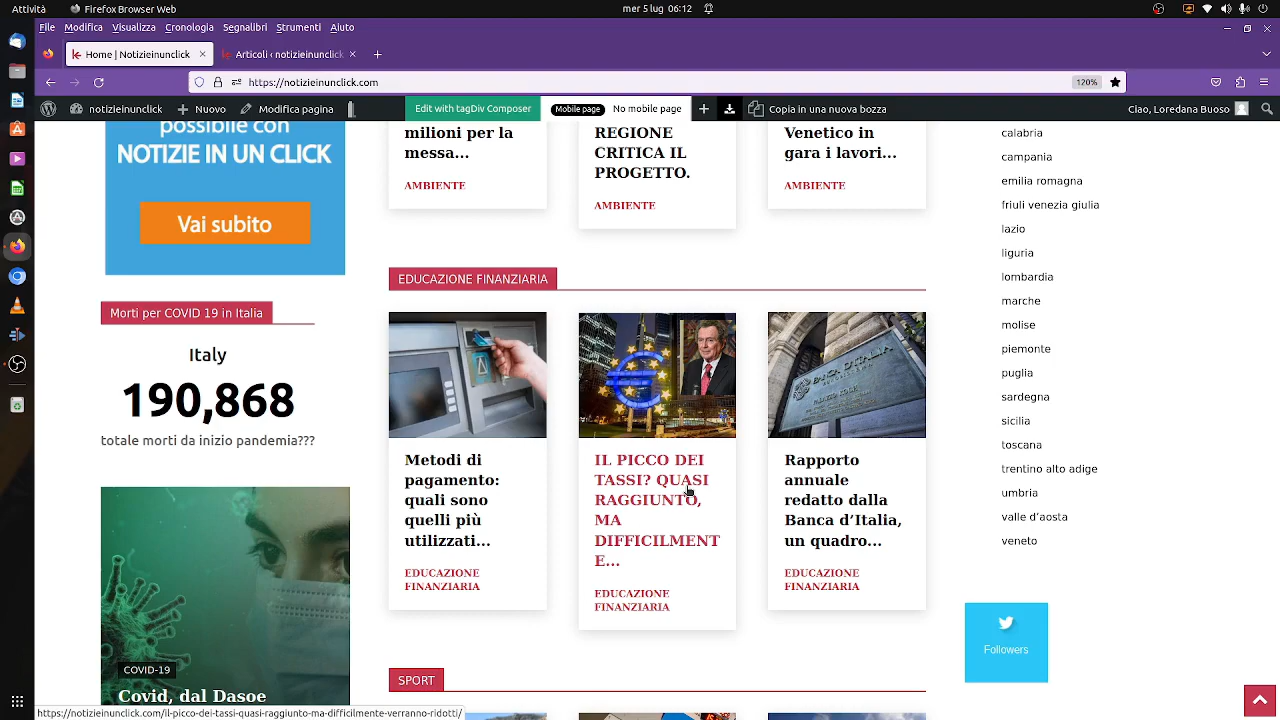 Attività
Firefox Browser Web
mer 5 lug 06:12
File Modifica Visualizza Cronologia Segnalibri Strumenti Aiuto
Home | Notizieinunclick
Articoli ‹ notizieinunclick
https://notizieinunclick.com
120%
notizieinunclick
Nuovo
Modifica pagina
Edit with tagDiv Composer
Mobile page
No mobile page
Copia in una nuova bozza
Ciao, Loredana Buoso
possibile con
NOTIZIE IN UN CLICK
Vai subito
Morti per COVID 19 in Italia
Italy
190,868
totale morti da inizio pandemia???
COVID-19
Covid, dal Dasoe
milioni per la
messa...
AMBIENTE
REGIONE
CRITICA IL
PROGETTO.
AMBIENTE
Venetico in
gara i lavori...
AMBIENTE
EDUCAZIONE FINANZIARIA
BANCA D'ITALIA
Metodi di
pagamento:
quali sono
quelli più
utilizzati...
EDUCAZIONE
FINANZIARIA
IL PICCO DEI
TASSI? QUASI
RAGGIUNTO,
MA
DIFFICILMENT
E...
EDUCAZIONE
FINANZIARIA
Rapporto
annuale
redatto dalla
Banca d’Italia,
un quadro...
EDUCAZIONE
FINANZIARIA
SPORT
calabria
campania
emilia romagna
friuli venezia giulia
lazio
liguria
lombardia
marche
molise
piemonte
puglia
sardegna
sicilia
toscana
trentino alto adige
umbria
valle d’aosta
veneto
Followers
https://notizieinunclick.com/il-picco-dei-tassi-quasi-raggiunto-ma-difficilmente-verranno-ridotti/